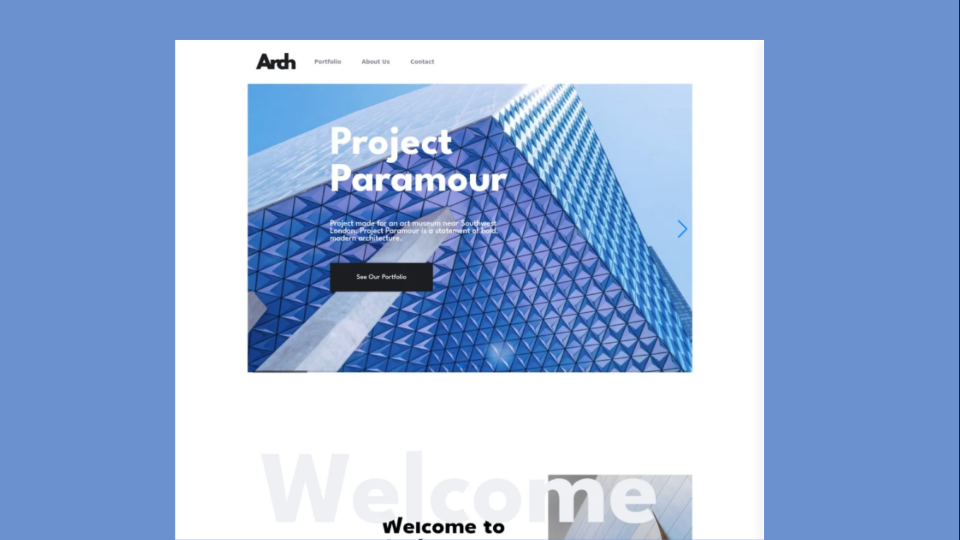 Arch
Portfolio About Us Contact
Project
Paramour
Project made for an art museum near Southwest
London. Project Paramour is a statement of bold,
modern architecture.
See Our Portfolio
Welcome
Welcome to